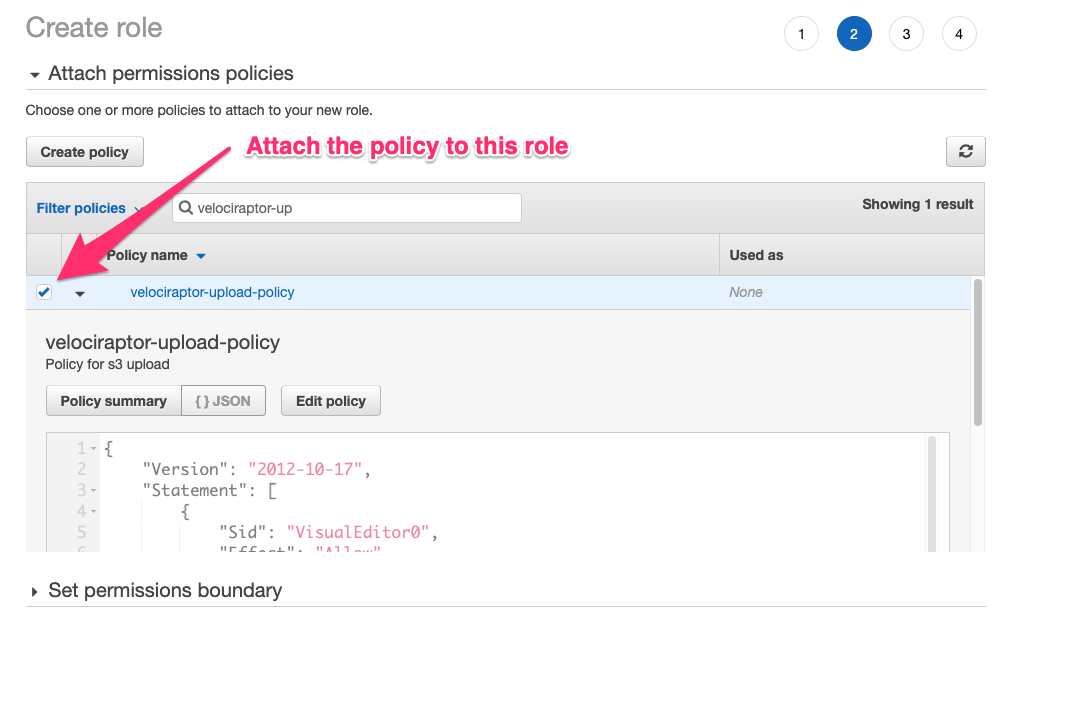 Create role
1 2 3 4
Attach permissions policies
Choose one or more policies to attach to your new role.
Create policy
Attach the policy to this role
Filter policies
velociraptor-up
Showing 1 result
Policy name
Used as
velociraptor-upload-policy
None
velociraptor-upload-policy
Policy for s3 upload
Policy summary
{ } JSON
Edit policy
1 {
2 "Version": "2012-10-17",
3 "Statement": [
4 {
5 "Sid": "VisualEditor0",
6 "Effect": "Allow"
Set permissions boundary